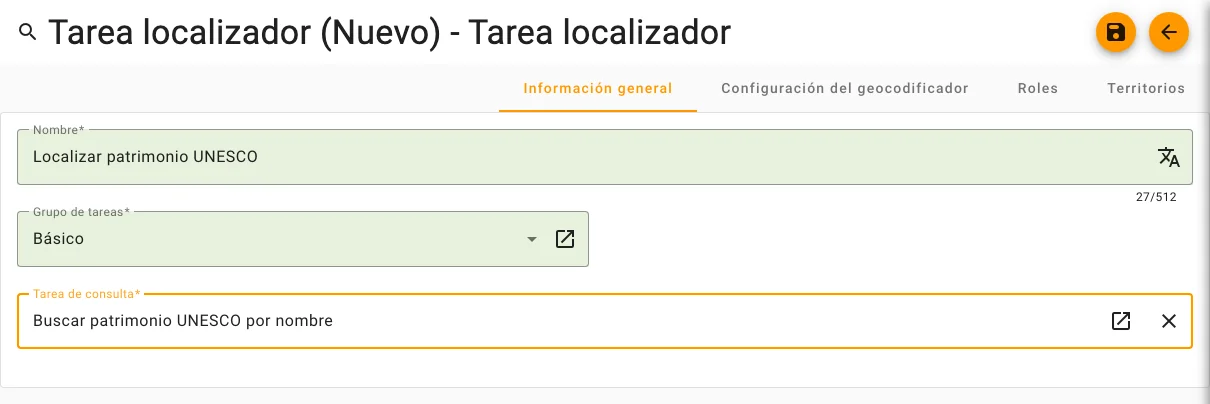 Tarea localizador (Nuevo) - Tarea localizador
Información general Configuración del geocodificador Roles Territorios
Nombre*
Localizar patrimonio UNESCO
27/512
Grupo de tareas*
Básico
Tarea de consulta*
Buscar patrimonio UNESCO por nombre